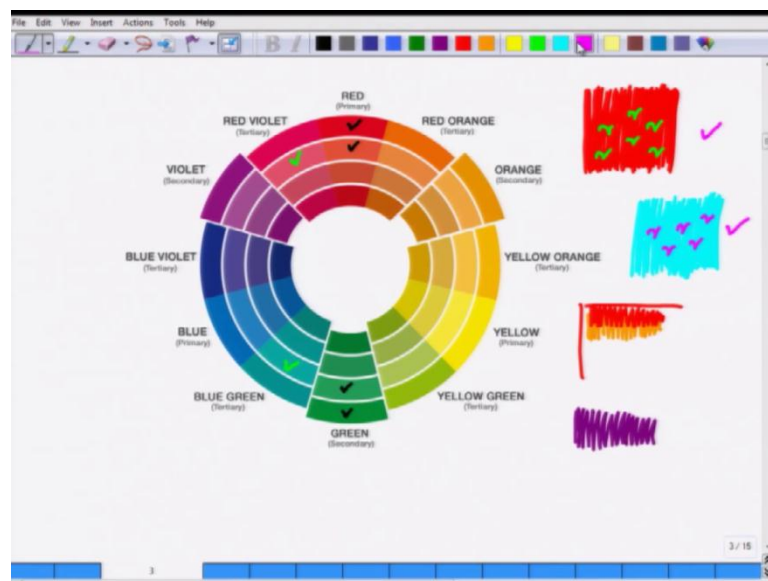 File Edit View Insert Actions Tools Help
B I
RED
(Primary)
RED VIOLET
(Tertiary)
RED ORANGE
(Tertiary)
VIOLET
(Secondary)
ORANGE
(Secondary)
BLUE VIOLET
(Tertiary)
YELLOW ORANGE
(Tertiary)
BLUE
(Primary)
YELLOW
(Primary)
BLUE GREEN
(Tertiary)
YELLOW GREEN
(Tertiary)
GREEN
(Secondary)
3 / 15
3